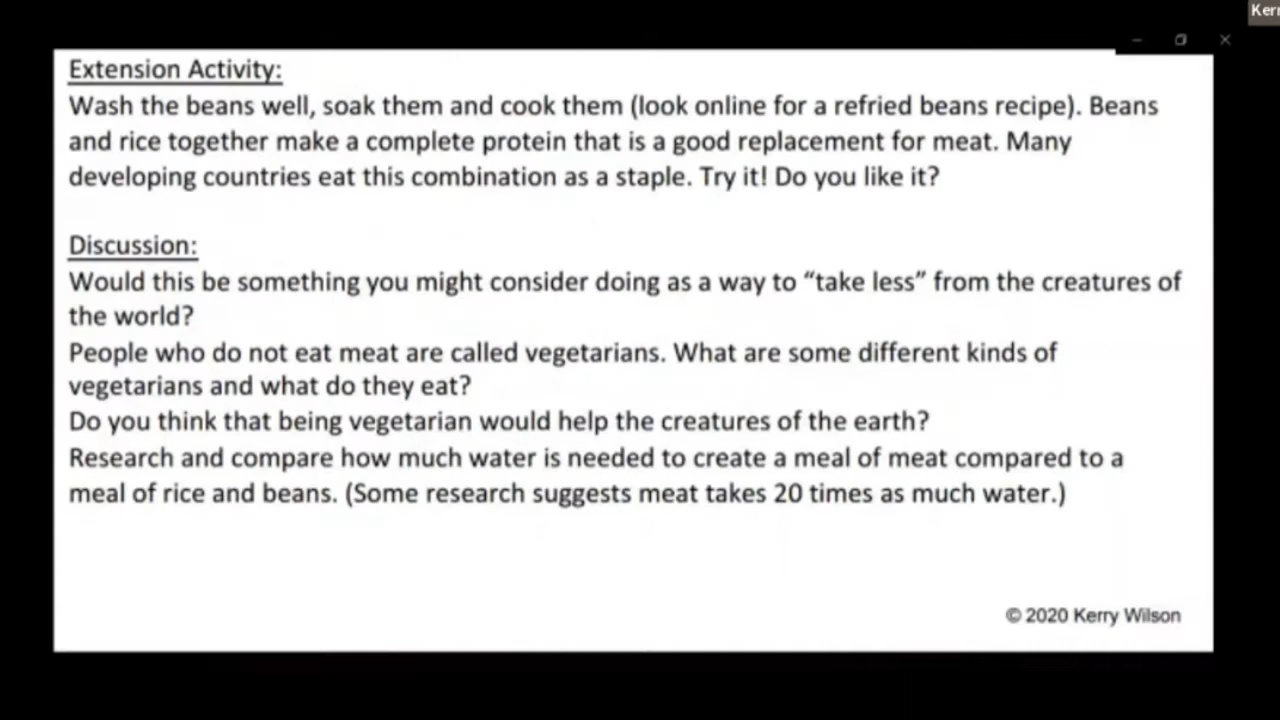 Kerr
Extension Activity:
Wash the beans well, soak them and cook them (look online for a refried beans recipe). Beans
and rice together make a complete protein that is a good replacement for meat. Many
developing countries eat this combination as a staple. Try it! Do you like it?
Discussion:
Would this be something you might consider doing as a way to “take less” from the creatures of
the world?
People who do not eat meat are called vegetarians. What are some different kinds of
vegetarians and what do they eat?
Do you think that being vegetarian would help the creatures of the earth?
Research and compare how much water is needed to create a meal of meat compared to a
meal of rice and beans. (Some research suggests meat takes 20 times as much water.)
© 2020 Kerry Wilson